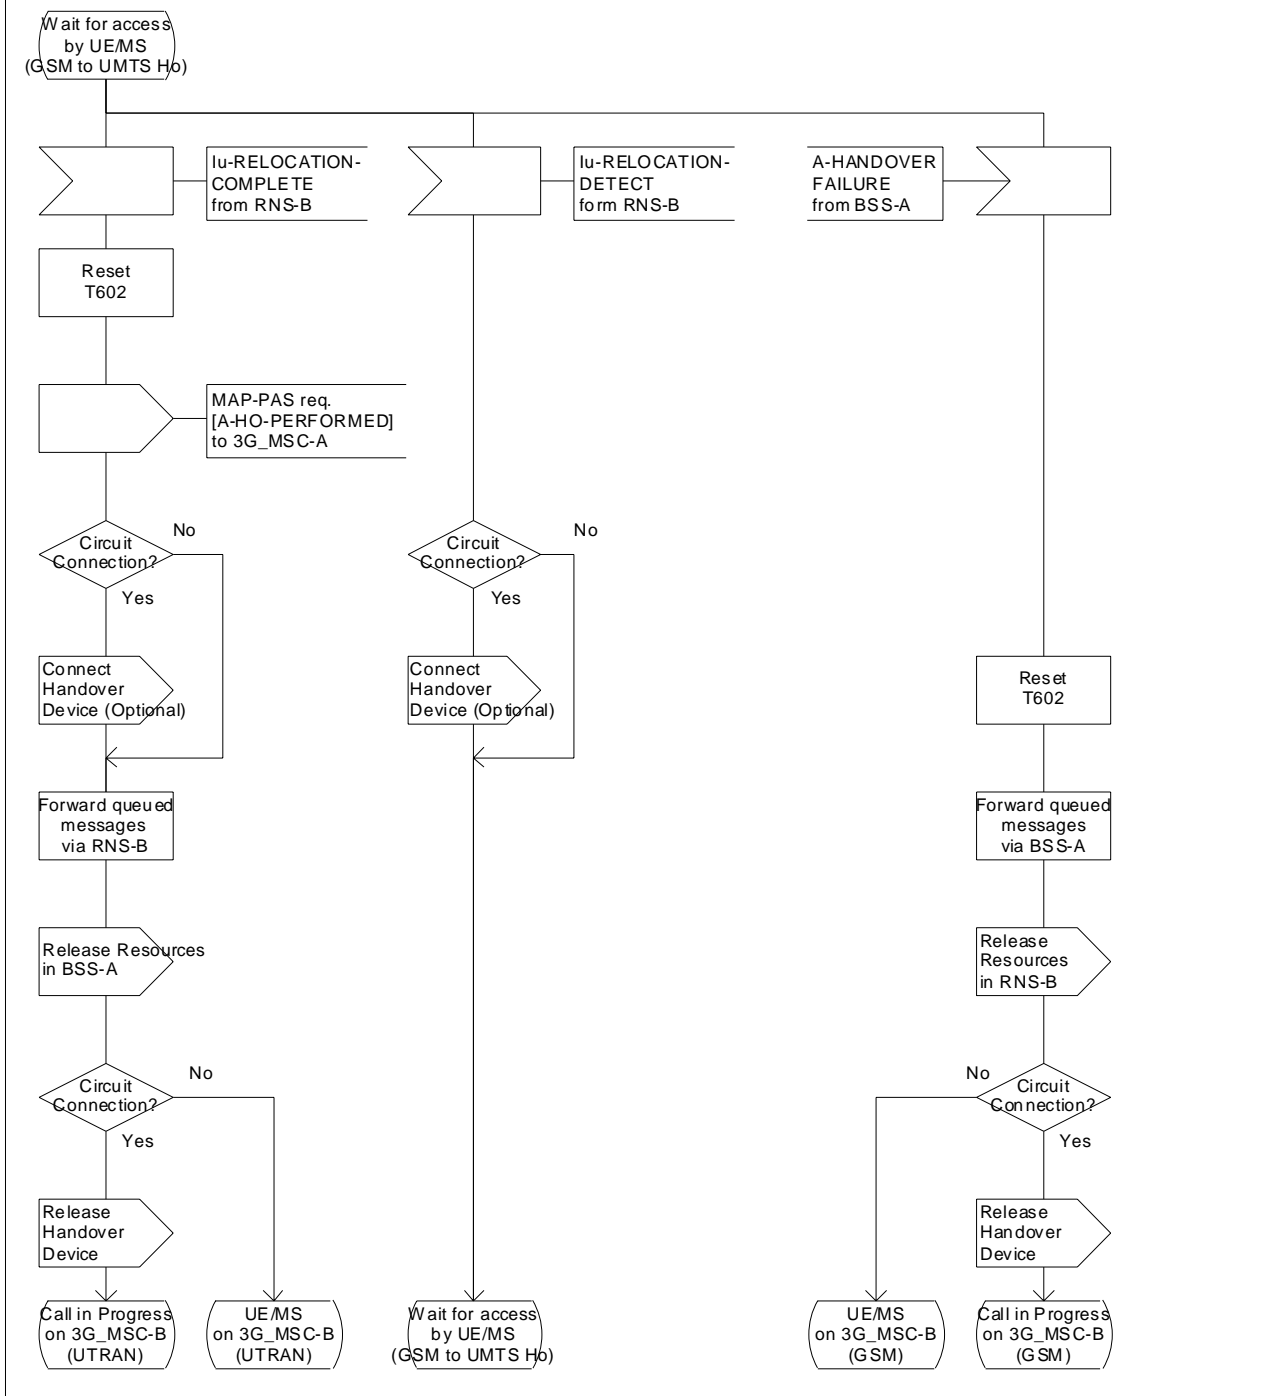 Wait for access
by UE/MS
(GSM to UMTS Ho)
Iu-RELOCATION-
COMPLETE
from RNS-B
Iu-RELOCATION-
DETECT
form RNS-B
A-HANDOVER
FAILURE
from BSS-A
Reset
T602
MAP-PAS req.
[A-HO-PERFORMED]
to 3G_MSC-A
No
Circuit
Connection?
Yes
No
Circuit
Connection?
Yes
Connect
Handover
Device (Optional)
Connect
Handover
Device (Optional)
Reset
T602
Forward queued
messages
via RNS-B
Forward queued
messages
via BSS-A
Release Resources
in BSS-A
Release
Resources
in RNS-B
No
Circuit
Connection?
Yes
No
Circuit
Connection?
Yes
Release
Handover
Device
Release
Handover
Device
Call in Progress
on 3G_MSC-B
(UTRAN)
UE/MS
on 3G_MSC-B
(UTRAN)
Wait for access
by UE/MS
(GSM to UMTS Ho)
UE/MS
on 3G_MSC-B
(GSM)
Call in Progress
on 3G_MSC-B
(GSM)